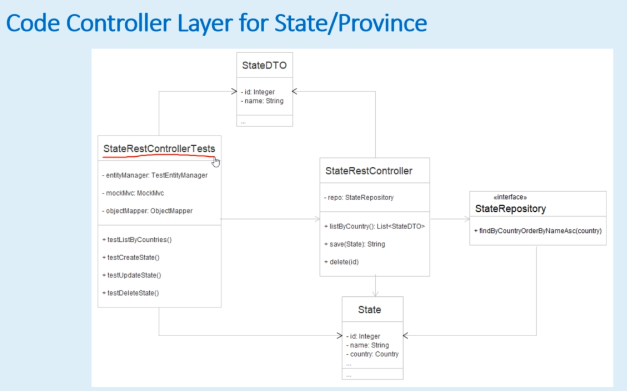 Code Controller Layer for State/Province
StateDTO
- id: Integer
- name: String
...
StateRestControllerTests
- entityManager: TestEntityManager
- mockMvc: MockMvc
- objectMapper: ObjectMapper
+ testListByCountries()
+ testCreateState()
+ testUpdateState()
+ testDeleteState()
StateRestController
- repo: StateRepository
+ listByCountry(): List<StateDTO>
+ save(State): String
+ delete(id)
«interface»
StateRepository
+ findByCountryOrderByNameAsc(country)
State
- id: Integer
- name: String
- country: Country
...
...